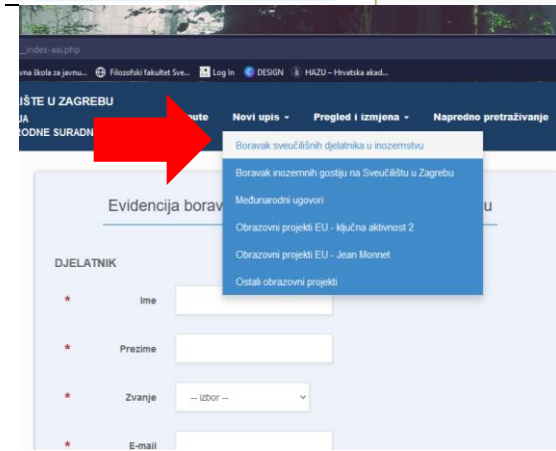 _index-aai.php
vna škola za javnu... Filozofski fakultet Sve... Log In DESIGN HAZU – Hrvatska akad...
IŠTE U ZAGREBU
JA
RODNE SURADN
ute Novi upis Pregled i izmjena Napredno pretraživanje
Boravak sveučilišnih djelatnika u inozemstvu
Boravak inozemnih gostiju na Sveučilištu u Zagrebu
Međunarodni ugovori
Obrazovni projekti EU - ključna aktivnost 2
Obrazovni projekti EU - Jean Monnet
Ostali obrazovni projekti
Evidencija borav u
DJELATNIK
* Ime
* Prezime
* Zvanje -- izbor --
* E-mail